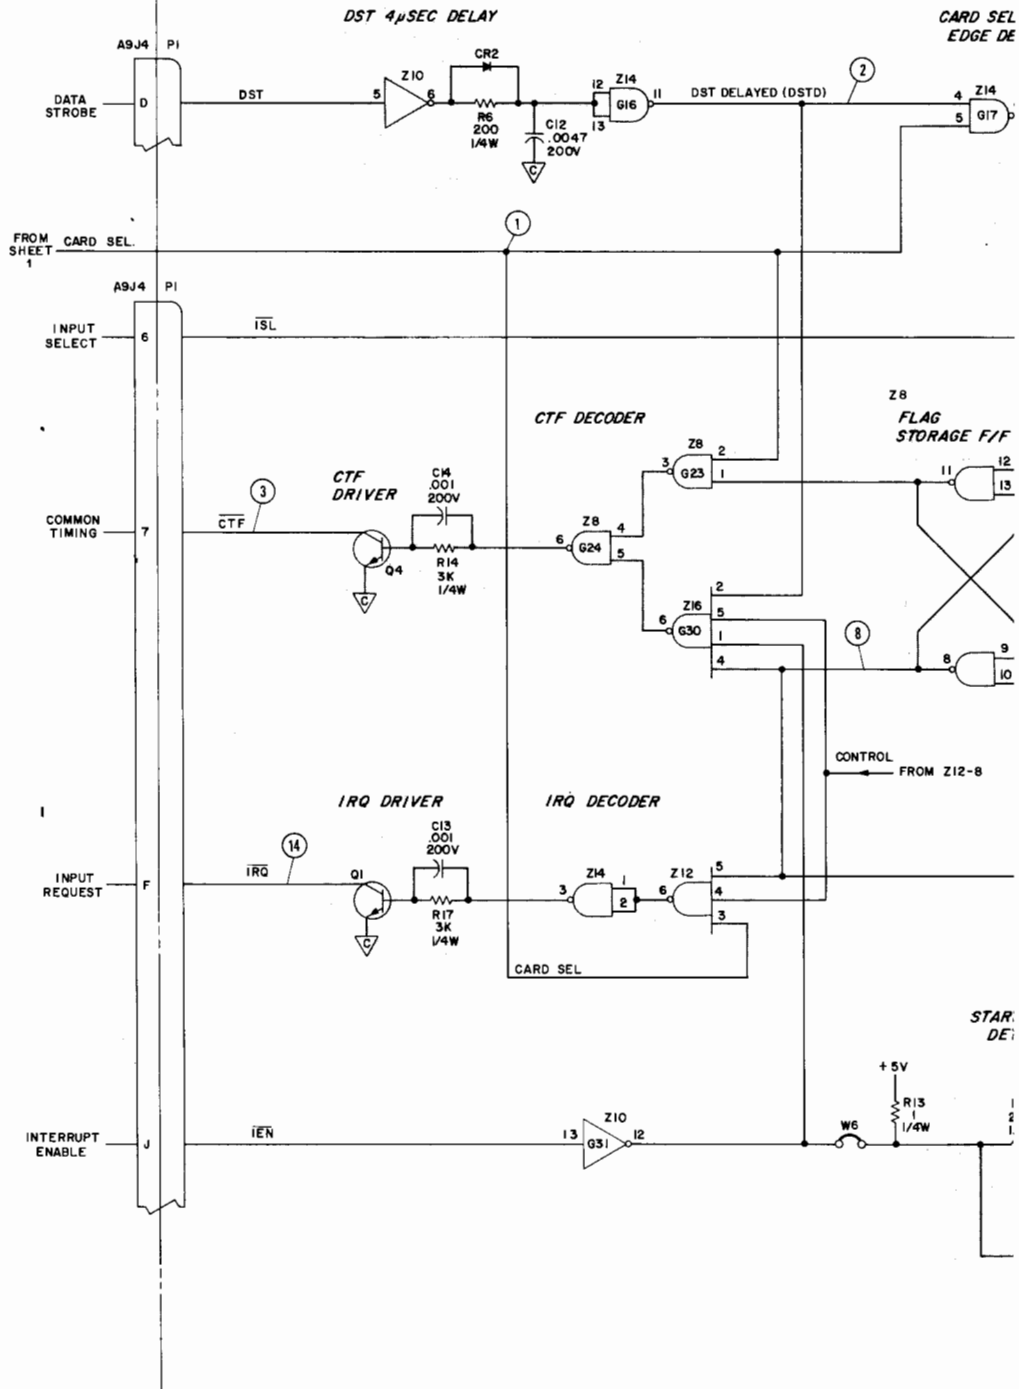 DST 4µSEC DELAY
CARD SEL
EDGE DE
A9J4 P1
DATA
STROBE
D
DST
5
Z10
6
CR2
R6
200
1/4W
C12
.0047
200V
C
12
13
Z14
G16
11
DST DELAYED (DSTD)
2
4
5
Z14
G17
1
FROM
SHEET
1
CARD SEL.
A9J4 P1
INPUT
SELECT
6
ISL
Z8
FLAG
STORAGE F/F
CTF DECODER
CTF
DRIVER
C14
.001
200V
3
COMMON
TIMING
7
CTF
Q4
C
R14
3K
1/4W
Z8
6
G24
4
5
Z8
3
G23
2
1
11
12
13
Z16
6
G30
2
5
1
4
8
8
9
10
CONTROL
FROM Z12-8
IRQ DRIVER
IRQ DECODER
C13
.001
200V
14
INPUT
REQUEST
F
IRQ
Q1
C
R17
3K
1/4W
Z14
3
1
2
Z12
6
5
4
3
CARD SEL
STAR
DE
+5V
R13
1
1/4W
INTERRUPT
ENABLE
J
IEN
13
Z10
G31
12
W6